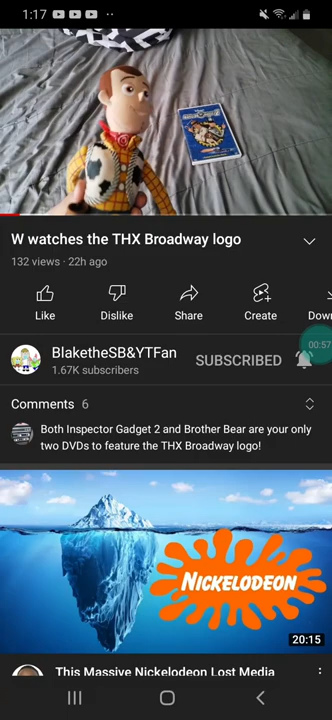 1:17
W watches the THX Broadway logo
132 views · 22h ago
Like
Dislike
Share
Create
Down
BlaketheSB&YTFan
SUBSCRIBED
1.67K subscribers
00:57
Comments 6
Both Inspector Gadget 2 and Brother Bear are your only
two DVDs to feature the THX Broadway logo!
NICKELODEON
20:15
This Massive Nickelodeon Lost Media